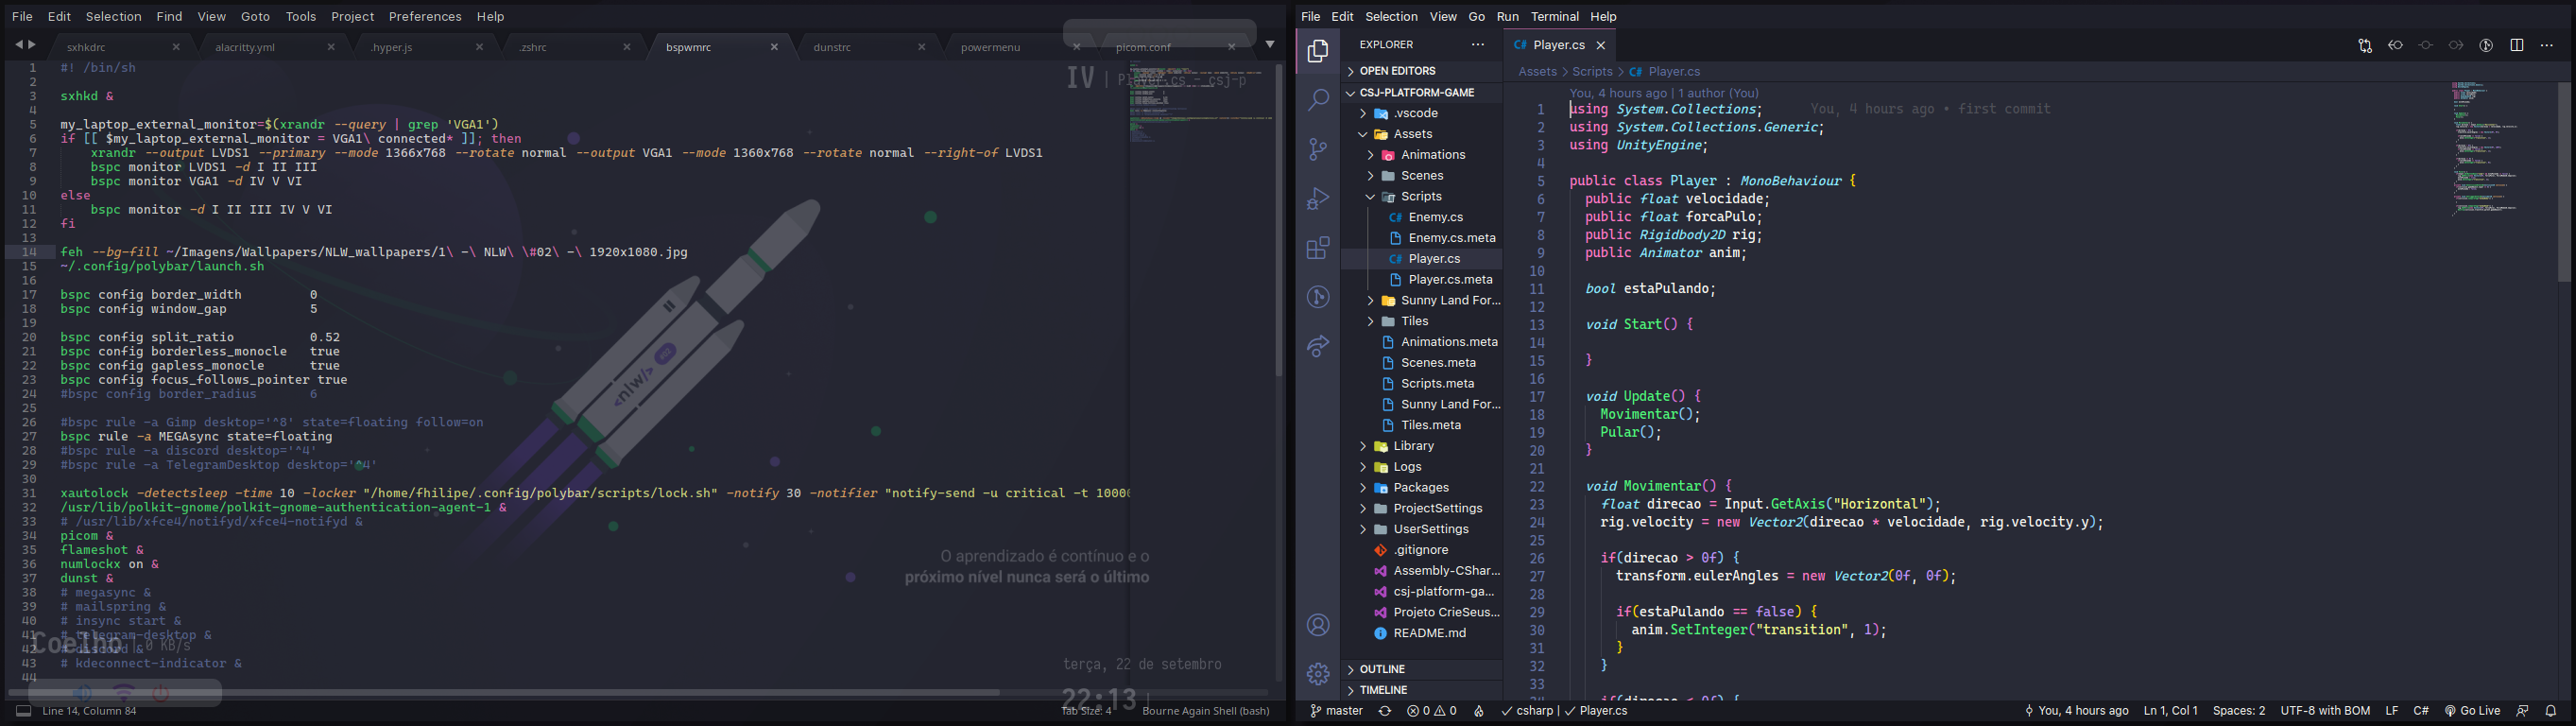 File Edit Selection Find View Goto Tools Project Preferences Help
sxhkdrc × alacritty.yml × .hyper.js × .zshrc × bspwmrc × dunstrc × powermenu × picom.conf ×
1 #! /bin/sh
2
3 sxhkd &
4
5 my_laptop_external_monitor=$(xrandr --query | grep 'VGA1')
6 if [[ $my_laptop_external_monitor = VGA1\ connected* ]]; then
7 xrandr --output LVDS1 --primary --mode 1366x768 --rotate normal --output VGA1 --mode 1360x768 --rotate normal --right-of LVDS1
8 bspc monitor LVDS1 -d I II III
9 bspc monitor VGA1 -d IV V VI
10 else
11 bspc monitor -d I II III IV V VI
12 fi
13
14 feh --bg-fill ~/Imagens/Wallpapers/NLW_wallpapers/1\ -\ NLW\ \#02\ -\ 1920x1080.jpg
15 ~/.config/polybar/launch.sh
16
17 bspc config border_width 0
18 bspc config window_gap 5
19
20 bspc config split_ratio 0.52
21 bspc config borderless_monocle true
22 bspc config gapless_monocle true
23 bspc config focus_follows_pointer true
24 #bspc config border_radius 6
25
26 #bspc rule -a Gimp desktop='^8' state=floating follow=on
27 bspc rule -a MEGAsync state=floating
28 #bspc rule -a discord desktop='^4'
29 #bspc rule -a TelegramDesktop desktop='^4'
30
31 xautolock -detectsleep -time 10 -locker "/home/fhilipe/.config/polybar/scripts/lock.sh" -notify 30 -notifier "notify-send -u critical -t 10000
32 /usr/lib/polkit-gnome/polkit-gnome-authentication-agent-1 &
33 # /usr/lib/xfce4/notifyd/xfce4-notifyd &
34 picom &
35 flameshot &
36 numlockx on &
37 dunst &
38 # megasync &
39 # mailspring &
40 # insync start &
41 # telegram-desktop &
42 # discord &
43 # kdeconnect-indicator &
44
IV | Player.cs - csj-p
<nlw/>
O aprendizado é contínuo e o
próximo nível nunca será o último
Coelho | 0 KB/s
terça, 22 de setembro
22:13 |
Line 14, Column 84 Tab Size: 4 Bourne Again Shell (bash)
File Edit Selection View Go Run Terminal Help
EXPLORER
OPEN EDITORS
CSJ-PLATFORM-GAME
.vscode
Assets
Animations
Scenes
Scripts
Enemy.cs
Enemy.cs.meta
Player.cs
Player.cs.meta
Sunny Land For...
Tiles
Animations.meta
Scenes.meta
Scripts.meta
Sunny Land For...
Tiles.meta
Library
Logs
Packages
ProjectSettings
UserSettings
.gitignore
Assembly-CShar...
csj-platform-ga...
Projeto CrieSeus...
README.md
OUTLINE
TIMELINE
C# Player.cs ×
Assets > Scripts > C# Player.cs
You, 4 hours ago | 1 author (You)
1 using System.Collections; You, 4 hours ago • first commit
2 using System.Collections.Generic;
3 using UnityEngine;
4
5 public class Player : MonoBehaviour {
6 public float velocidade;
7 public float forcaPulo;
8 public Rigidbody2D rig;
9 public Animator anim;
10
11 bool estaPulando;
12
13 void Start() {
14
15 }
16
17 void Update() {
18 Movimentar();
19 Pular();
20 }
21
22 void Movimentar() {
23 float direcao = Input.GetAxis("Horizontal");
24 rig.velocity = new Vector2(direcao * velocidade, rig.velocity.y);
25
26 if(direcao > 0f) {
27 transform.eulerAngles = new Vector2(0f, 0f);
28
29 if(estaPulando == false) {
30 anim.SetInteger("transition", 1);
31 }
32 }
33
34 if(direcao < 0f) {
master 0 0 csharp | Player.cs You, 4 hours ago Ln 1, Col 1 Spaces: 2 UTF-8 with BOM LF C# Go Live